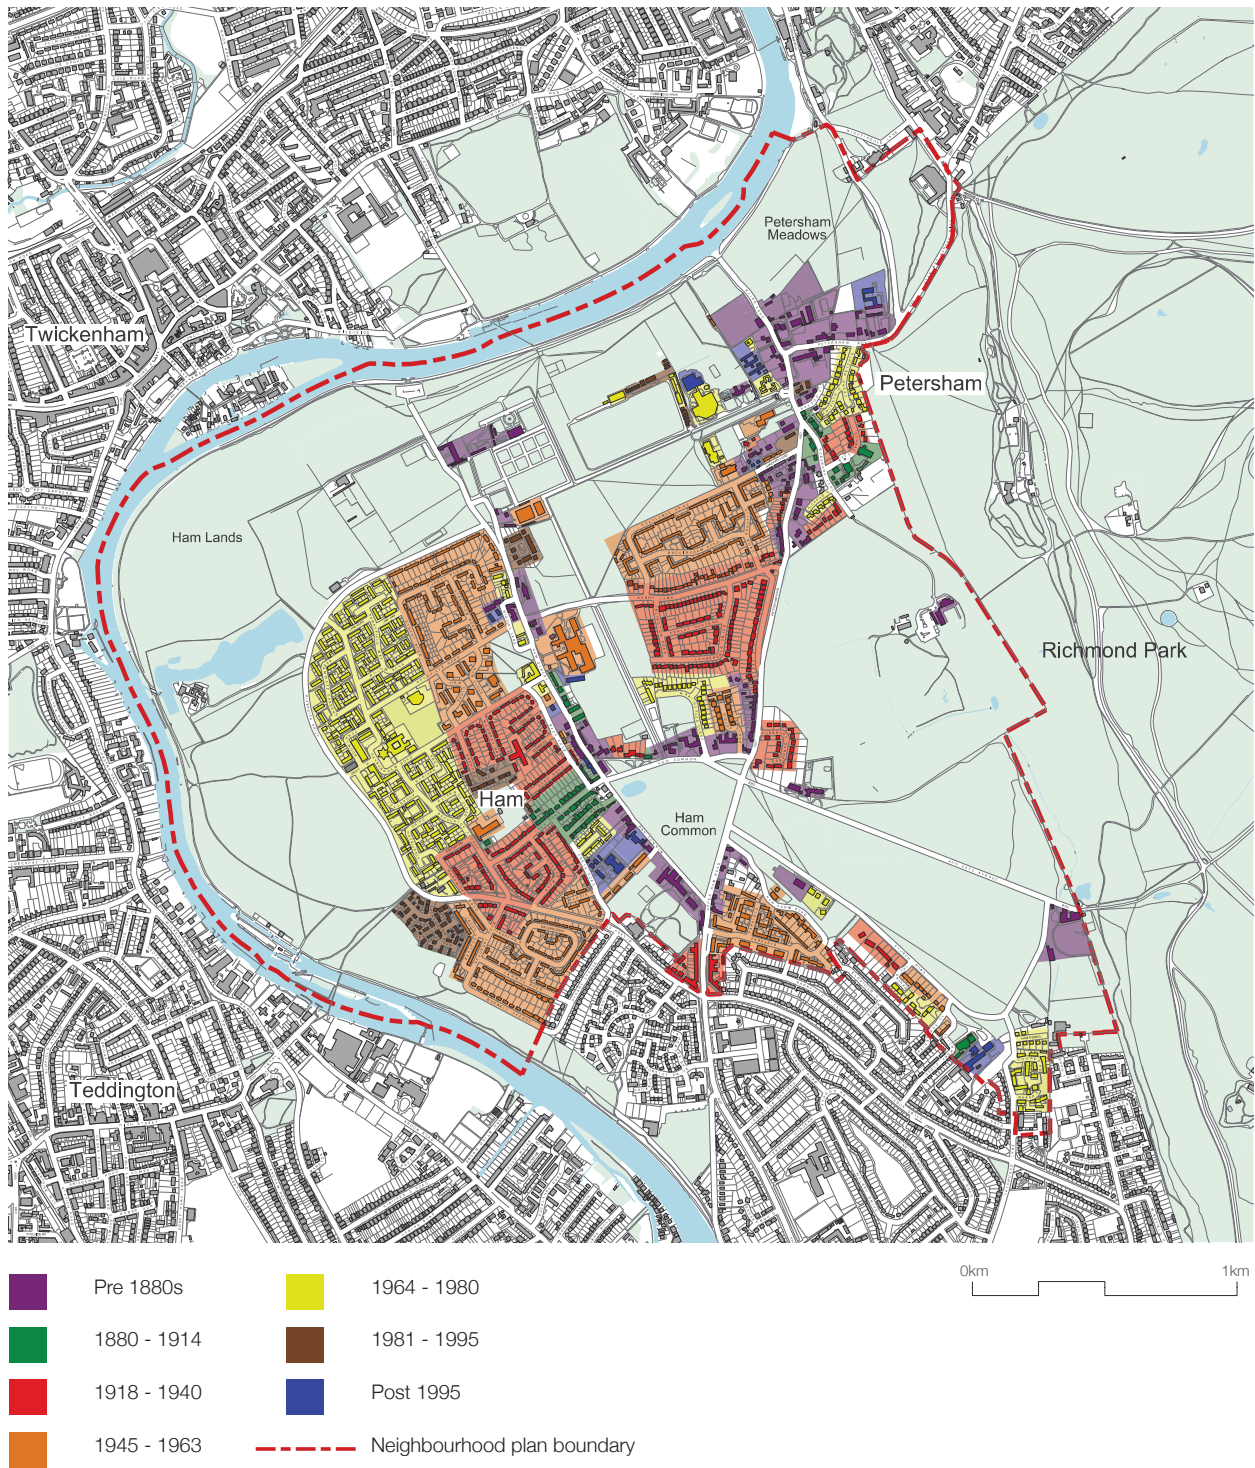 Petersham
Meadows
Twickenham
Petersham
Ham Lands
Richmond Park
Ham
Ham
Common
Teddington
0km
1km
Pre 1880s
1964 - 1980
1880 - 1914
1981 - 1995
1918 - 1940
Post 1995
1945 - 1963
Neighbourhood plan boundary